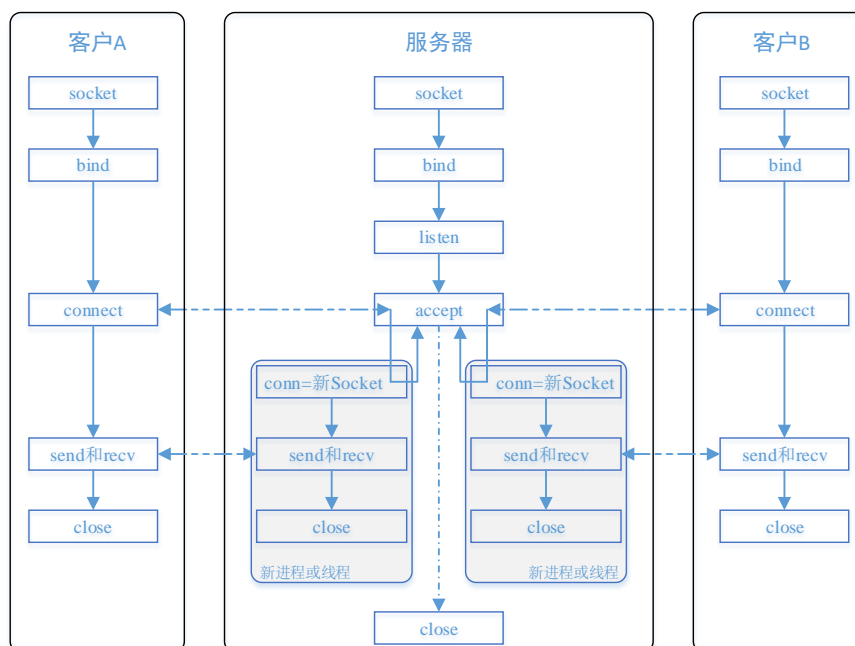 客户A
服务器
客户B
socket
socket
socket
bind
bind
bind
listen
connect
accept
connect
conn=新Socket
conn=新Socket
send和recv
send和recv
send和recv
send和recv
close
close
close
close
新进程或线程
新进程或线程
close